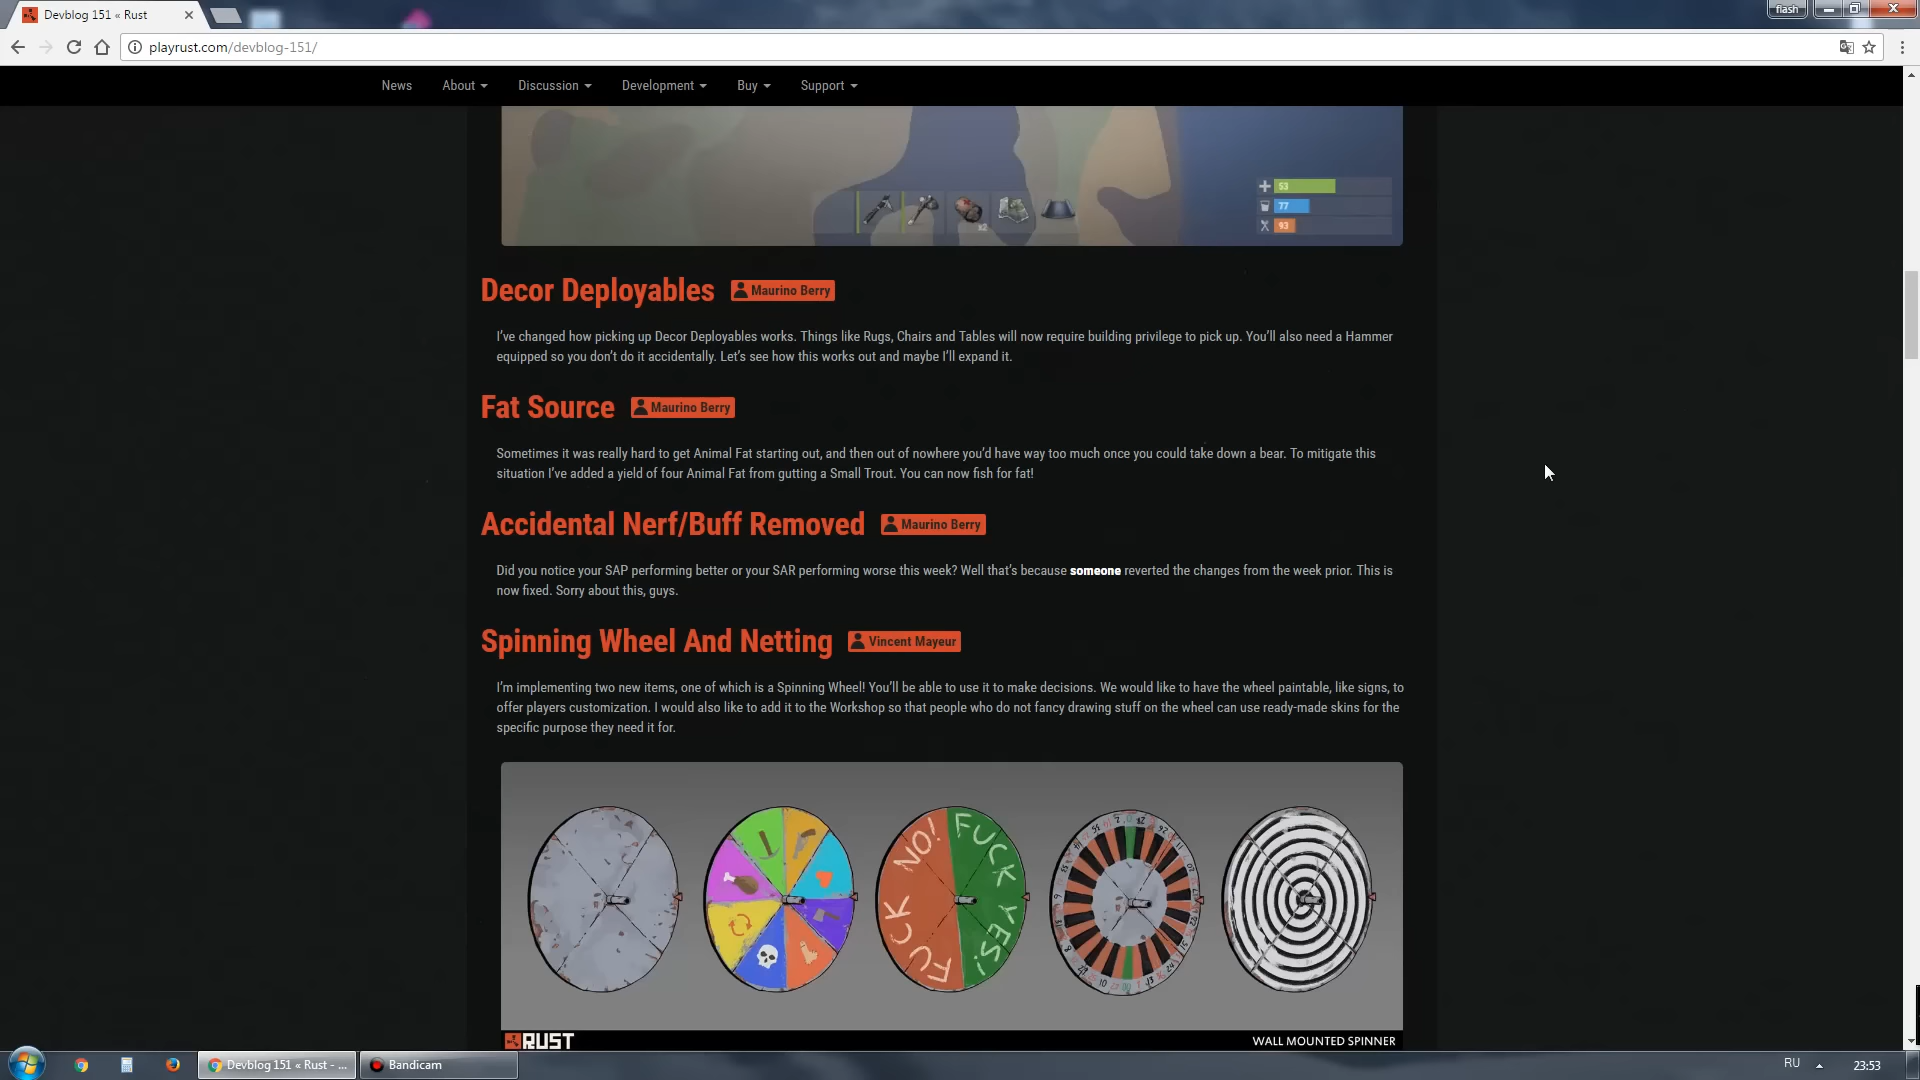 Devblog 151 « Rust
flash
playrust.com/devblog-151/
News
About
Discussion
Development
Buy
Support
53
77
93
x2
Decor Deployables
Maurino Berry
I've changed how picking up Decor Deployables works. Things like Rugs, Chairs and Tables will now require building privilege to pick up. You'll also need a Hammer
equipped so you don't do it accidentally. Let's see how this works out and maybe I'll expand it.
Fat Source
Maurino Berry
Sometimes it was really hard to get Animal Fat starting out, and then out of nowhere you'd have way too much once you could take down a bear. To mitigate this
situation I've added a yield of four Animal Fat from gutting a Small Trout. You can now fish for fat!
Accidental Nerf/Buff Removed
Maurino Berry
Did you notice your SAP performing better or your SAR performing worse this week? Well that's because someone reverted the changes from the week prior. This is
now fixed. Sorry about this, guys.
Spinning Wheel And Netting
Vincent Mayeur
I'm implementing two new items, one of which is a Spinning Wheel! You'll be able to use it to make decisions. We would like to have the wheel paintable, like signs, to
offer players customization. I would also like to add it to the Workshop so that people who do not fancy drawing stuff on the wheel can use ready-made skins for the
specific purpose they need it for.
FUCK NO!
FUCK YES!
RUST
WALL MOUNTED SPINNER
Devblog 151 « Rust - ...
Bandicam
RU
23:53